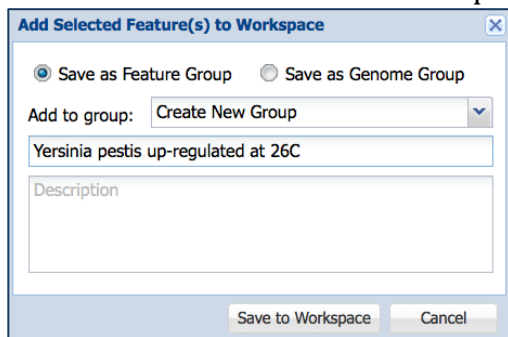 Add Selected Feature(s) to Workspace
Save as Feature Group Save as Genome Group
Add to group: Create New Group
Yersinia pestis up-regulated at 26C
Description
Save to Workspace Cancel